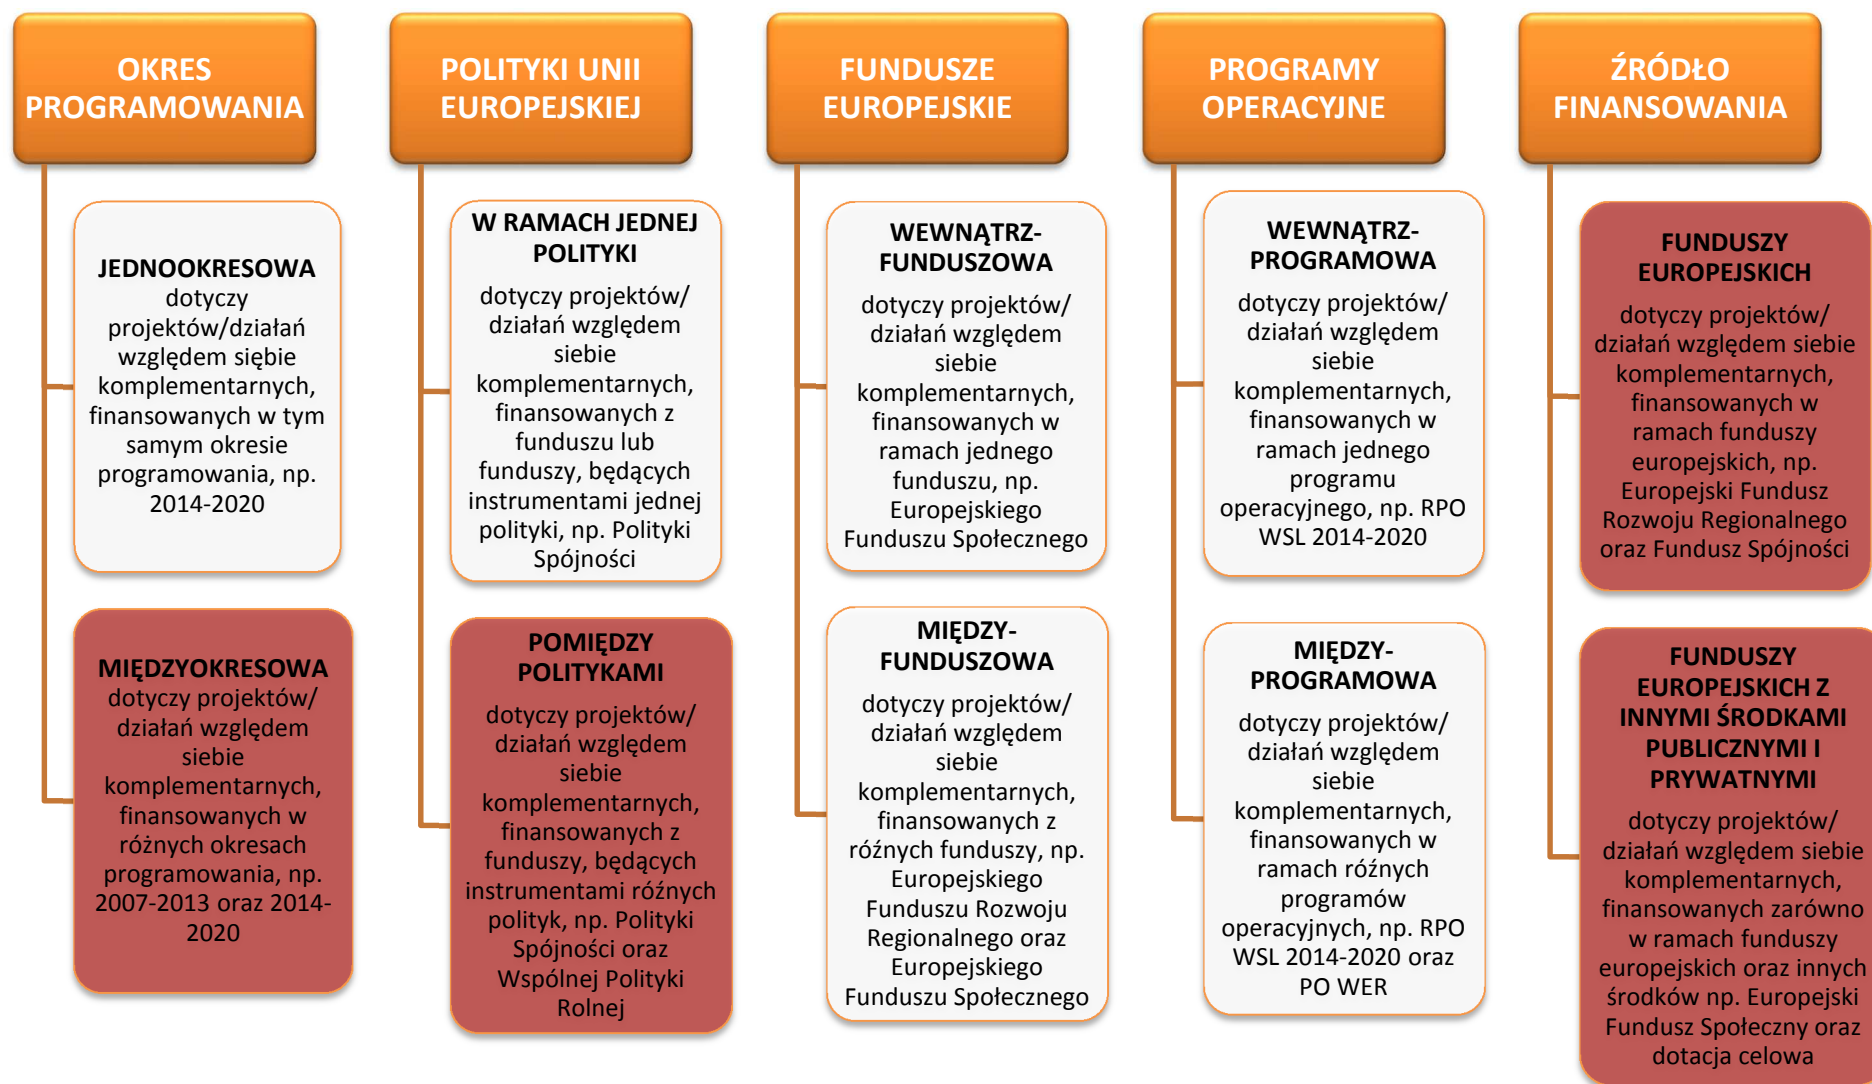 OKRES
PROGRAMOWANIA
JEDNOOKRESOWA
dotyczy
projektów/działań
względem siębie
komplementarnych,
finansowanych w tym
samym okresie
programowania, np.
2014-2020
MIĘDZYOKRESOWA
dotyczy projektów/
działań względem
siebie
komplementarnych,
finansowanych w
różnych okresach
programowania, np.
2007-2013 oraz 2014-
2020
POLITYKI UNII
EUROPEJSKIEJ
W RAMACH JEDNEJ
POLITYKI
dotyczy projektów/
działań względem
siebie
komplementarnych,
finansowanych z
funduszu lub
funduszy, będących
instrumentami jednej
polityki, np. Polityki
Spójności
POMIĘDZY
POLITYKAMI
dotyczy projektów/
działań względem
siebie
komplementarnych,
finansowanych z
funduszy, będących
instrumentami różnych
polityk, np. Polityki
Spójności oraz
Wspólnej Polityki
Rolnej
FUNDUSZE
EUROPEJSKIE
WEWNĄTRZ-
FUNDUSZOWA
dotyczy projektów/
działań względem
siebie
komplementarnych,
finansowanych w
ramach jednego
funduszu, np.
Europejskiego
Funduszu Społecznego
MIĘDZY-
FUNDUSZOWA
dotyczy projektów/
działań względem
siebie
komplementarnych,
finansowanych z
różnych funduszy, np.
Europejskiego
Funduszu Rozwoju
Regionalnego oraz
Europejskiego
Funduszu Społecznego
PROGRAMY
OPERACYJNE
WEWNĄTRZ-
PROGRAMOWA
dotyczy projektów/
działań względem
siebie
komplementarnych,
finansowanych w
ramach jednego
programu
operacyjnego, np. RPO
WSL 2014-2020
MIĘDZY-
PROGRAMOWA
dotyczy projektów/
działań względem
siebie
komplementarnych,
finansowanych w
ramach różnych
programów
operacyjnych, np. RPO
WSL 2014-2020 oraz
PO WER
ŹRÓDŁO
FINANSOWANIA
FUNDUSZY
EUROPEJSKICH
dotyczy projektów/
działań względem siebie
komplementarnych,
finansowanych w
ramach funduszy
europejskich, np.
Europejski Fundusz
Rozwoju Regionalnego
oraz Fundusz Spójności
FUNDUSZY
EUROPEJSKICH Z
INNYMI ŚRODKAMI
PUBLICZNYMI I
PRYWATNYMI
dotyczy projektów/
działań względem siebie
komplementarnych,
finansowanych zarówno
w ramach funduszy
europejskich oraz innych
środków np. Europejski
Fundusz Społeczny oraz
dotacja celowa